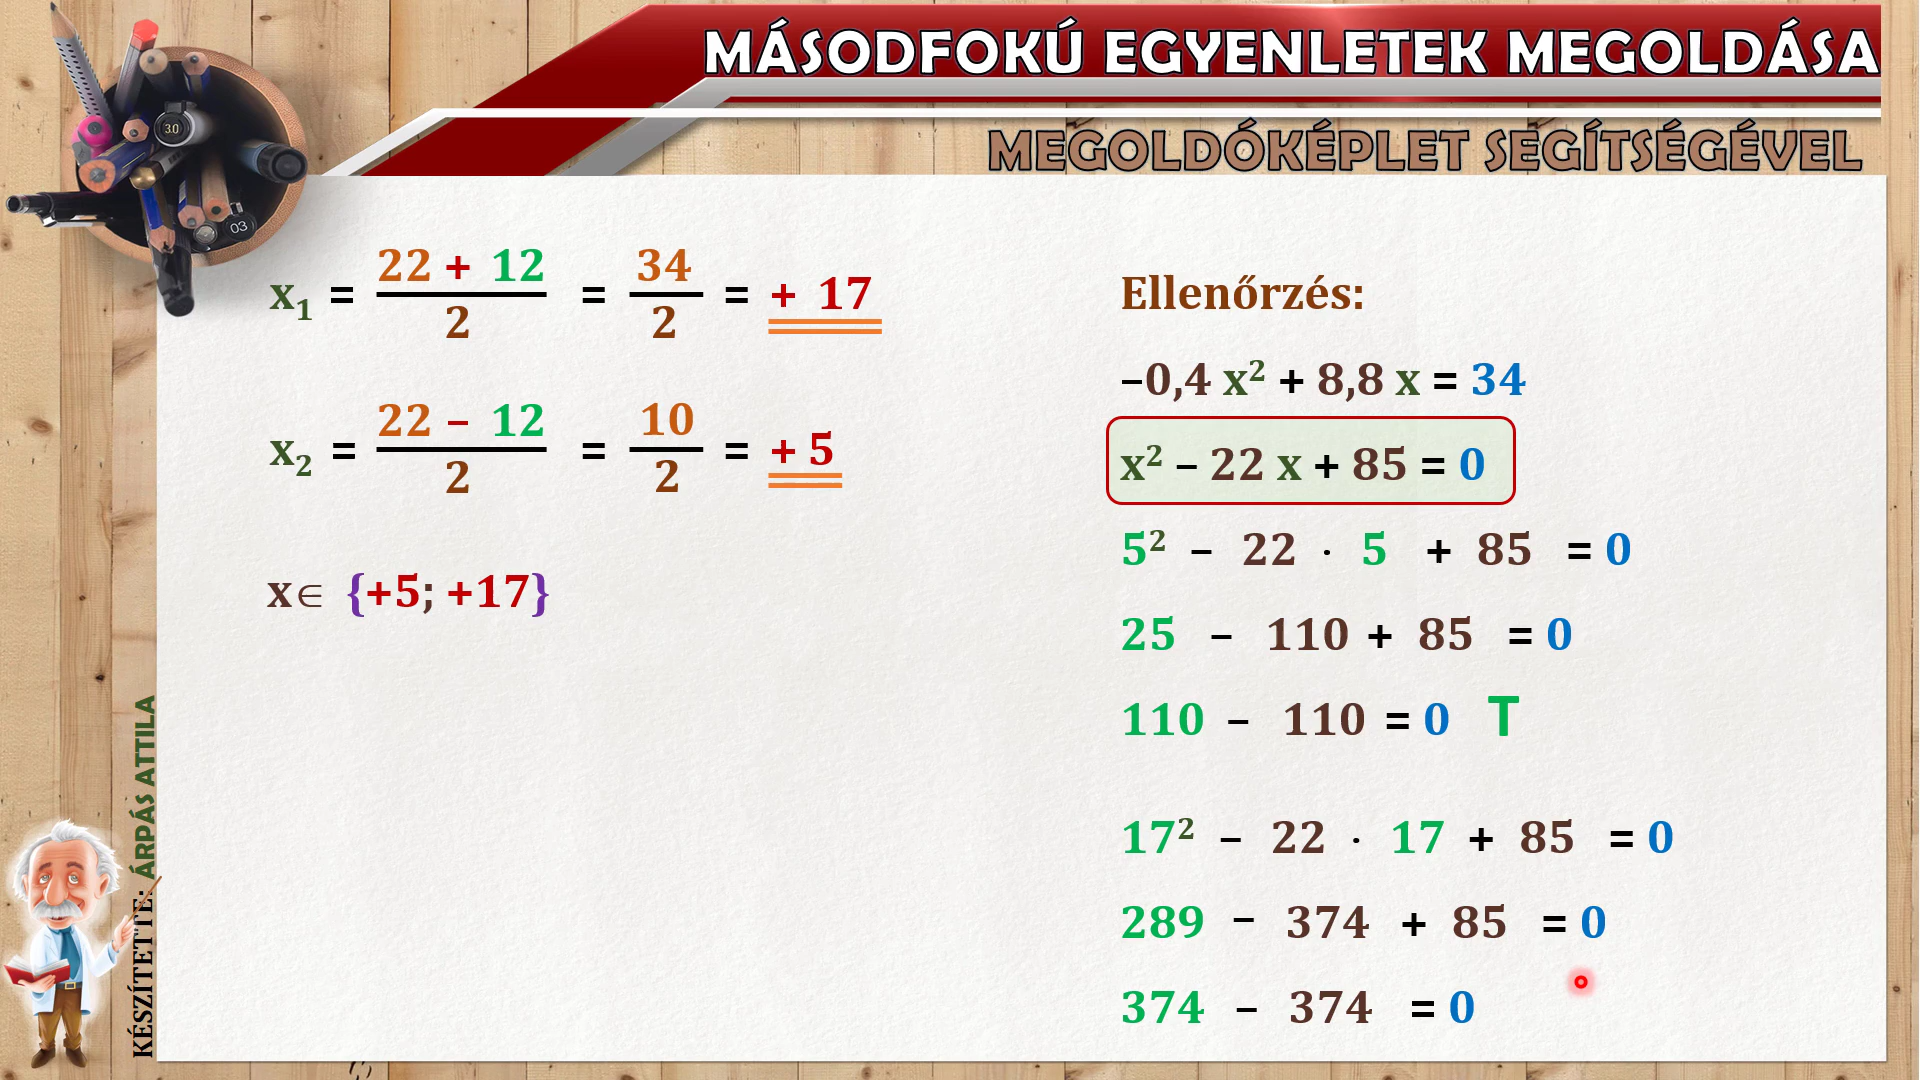 MÁSODFOKÚ EGYENLETEK MEGOLDÁSA
MEGOLDÓKÉPLET SEGÍTSÉGÉVEL
x₁ = (22 + 12)/2 = 34/2 = + 17
x₂ = (22 – 12)/2 = 10/2 = + 5
x∈ {+5; +17}
Ellenőrzés:
–0,4 x² + 8,8 x = 34
x² – 22 x + 85 = 0
5² – 22 · 5 + 85 = 0
25 – 110 + 85 = 0
110 – 110 = 0 T
17² – 22 · 17 + 85 = 0
289 – 374 + 85 = 0
374 – 374 = 0
KÉSZÍTETTE: ÁRPÁS ATTILA
3.0
03